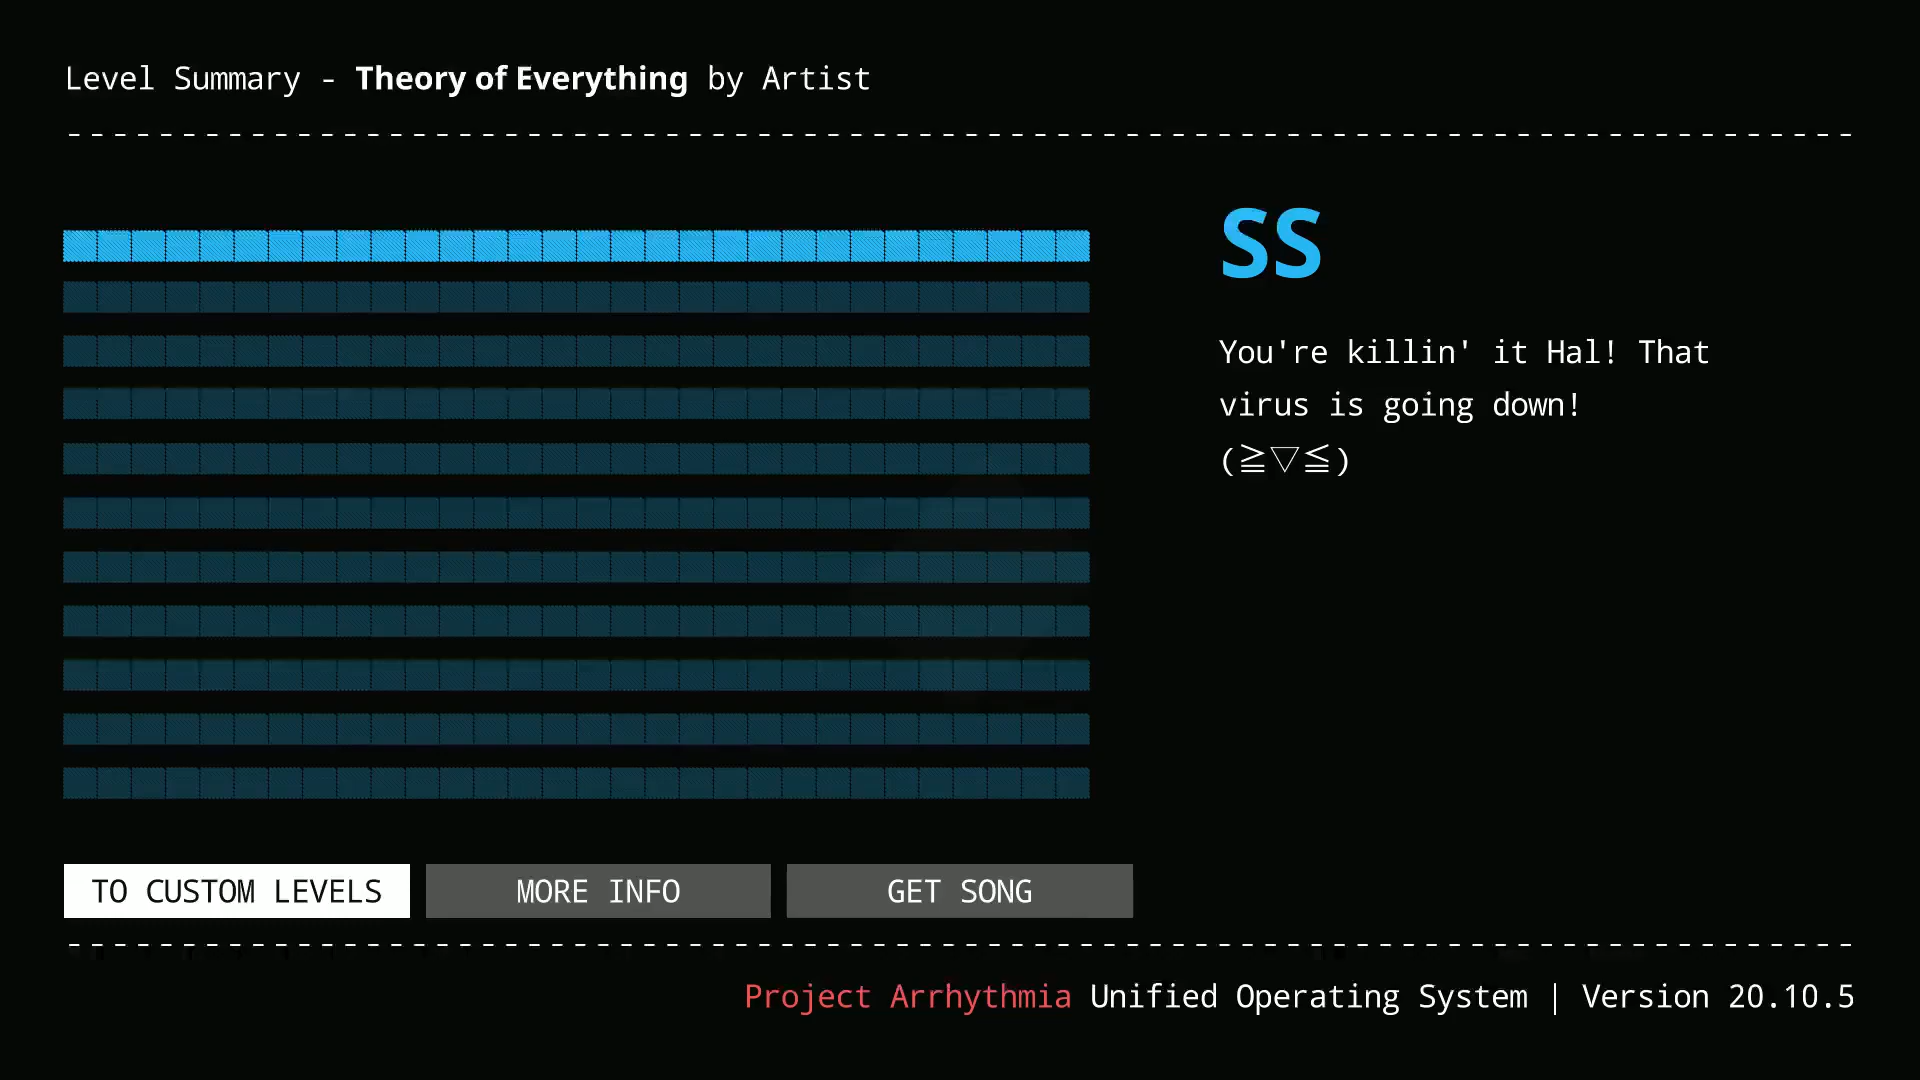 Level Summary - Theory of Everything by Artist
SS
You're killin' it Hal! That
virus is going down!
(≧▽≦)
TO CUSTOM LEVELS
MORE INFO
GET SONG
Project Arrhythmia Unified Operating System | Version 20.10.5